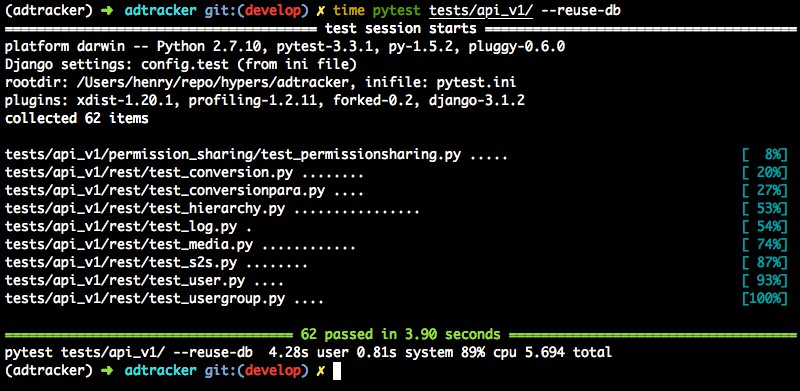 (adtracker) ➜ adtracker git:(develop) ✗ time pytest tests/api_v1/ --reuse-db
test session starts
platform darwin -- Python 2.7.10, pytest-3.3.1, py-1.5.2, pluggy-0.6.0
Django settings: config.test (from ini file)
rootdir: /Users/henry/repo/hypers/adtracker, inifile: pytest.ini
plugins: xdist-1.20.1, profiling-1.2.11, forked-0.2, django-3.1.2
collected 62 items
tests/api_v1/permission_sharing/test_permissionsharing.py ..... [ 8%]
tests/api_v1/rest/test_conversion.py ........ [ 20%]
tests/api_v1/rest/test_conversionpara.py .... [ 27%]
tests/api_v1/rest/test_hierarchy.py ................ [ 53%]
tests/api_v1/rest/test_log.py . [ 54%]
tests/api_v1/rest/test_media.py ............ [ 74%]
tests/api_v1/rest/test_s2s.py ........ [ 87%]
tests/api_v1/rest/test_user.py .... [ 93%]
tests/api_v1/rest/test_usergroup.py .... [100%]
62 passed in 3.90 seconds
pytest tests/api_v1/ --reuse-db 4.28s user 0.81s system 89% cpu 5.694 total
(adtracker) ➜ adtracker git:(develop) ✗